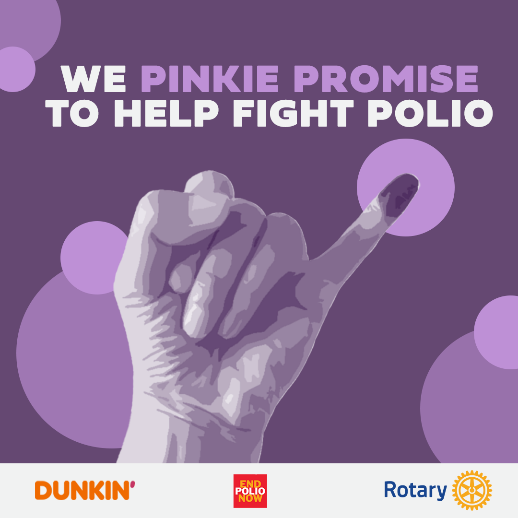 WE PINKIE PROMISE
TO HELP FIGHT POLIO
DUNKIN'
END
POLIO
NOW
Rotary